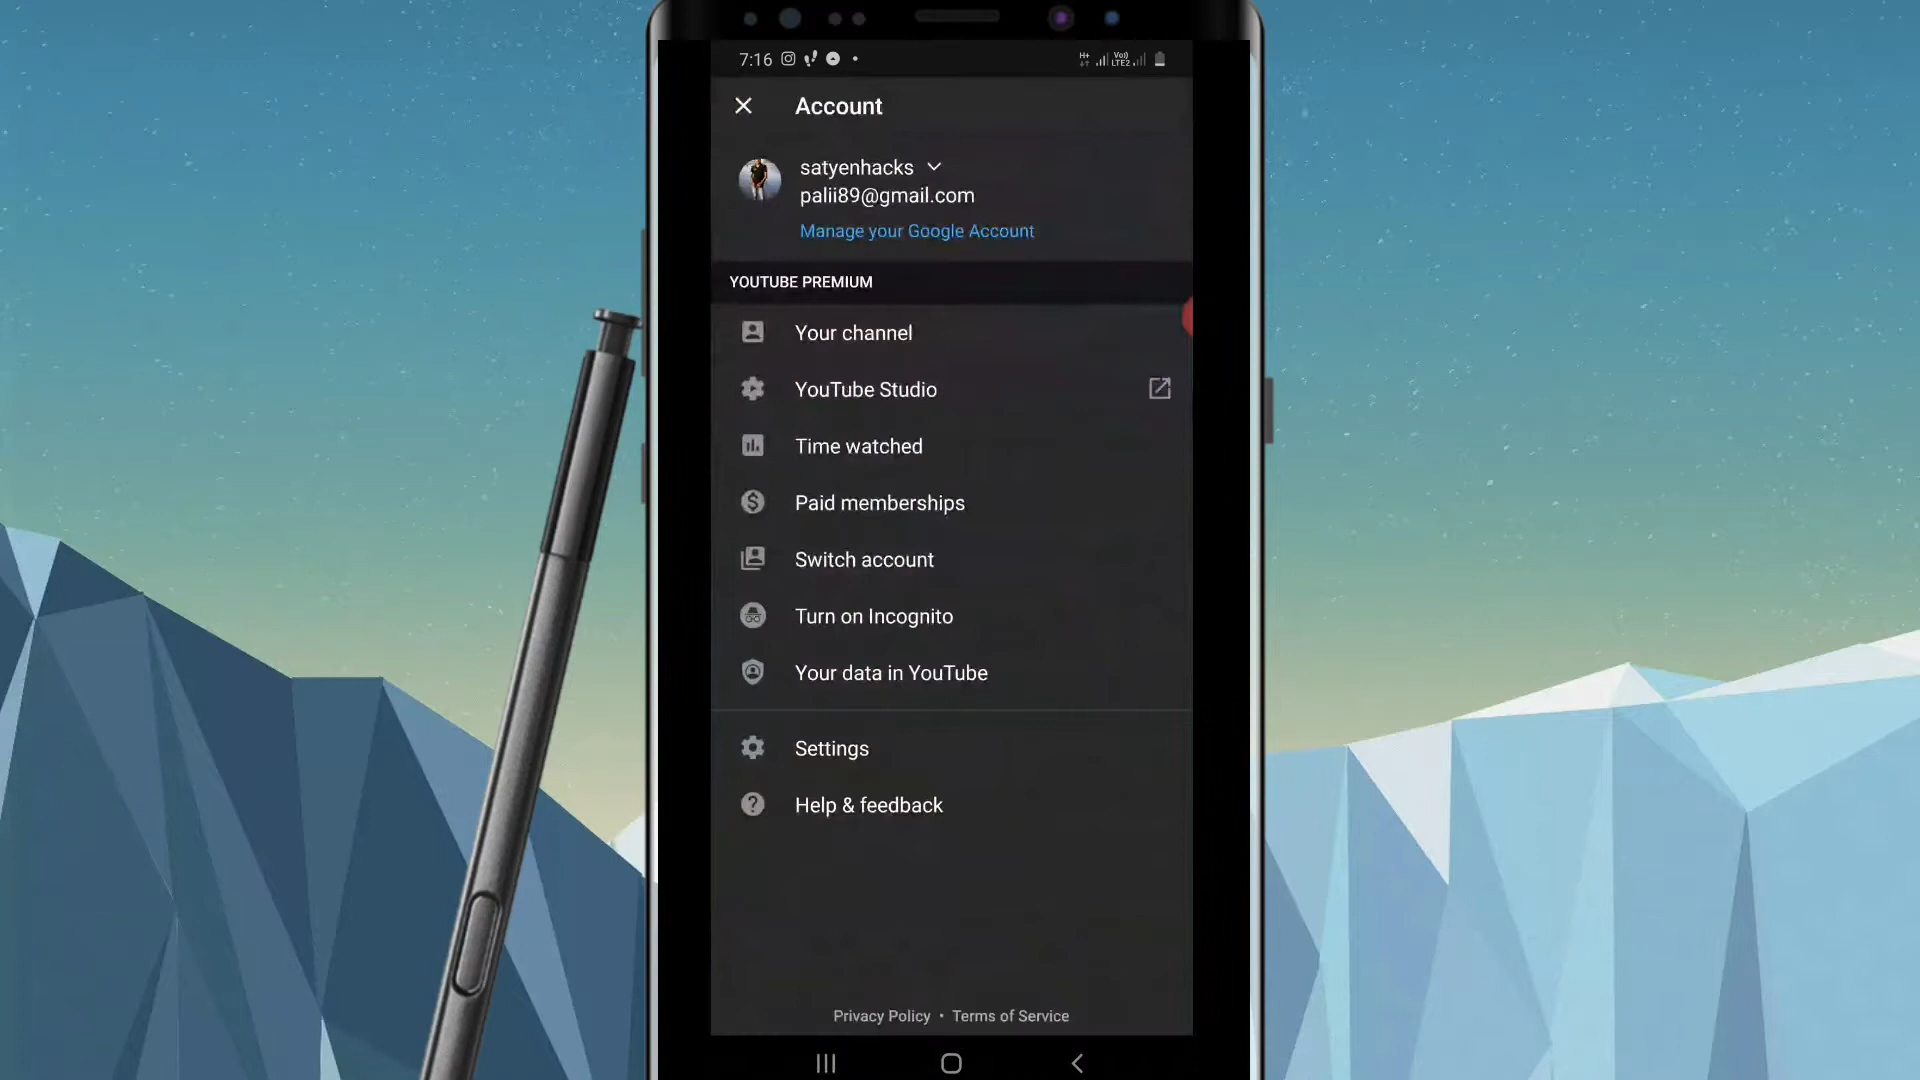 7:16
H+
Vo)
LTE2
Account
satyenhacks
palii89@gmail.com
Manage your Google Account
YOUTUBE PREMIUM
Your channel
YouTube Studio
Time watched
Paid memberships
Switch account
Turn on Incognito
Your data in YouTube
Settings
Help & feedback
Privacy Policy • Terms of Service